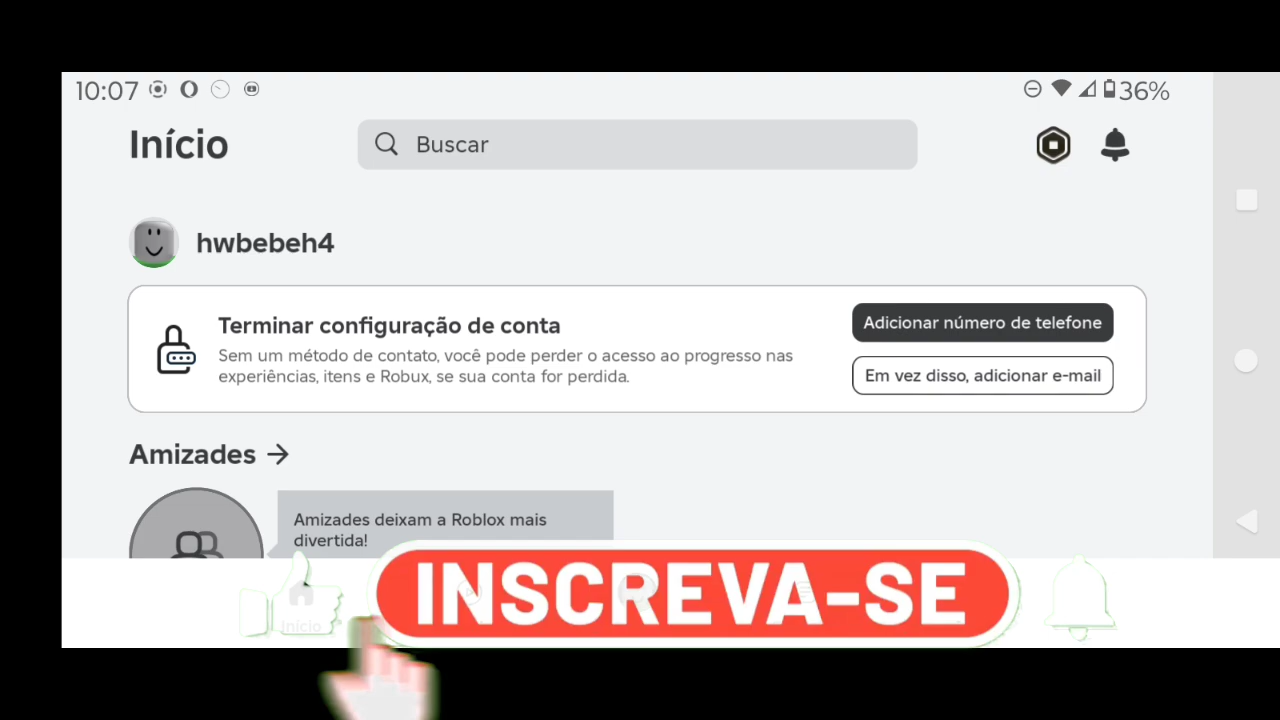 10:07
36%
Início
Buscar
hwbebeh4
Terminar configuração de conta
Sem um método de contato, você pode perder o acesso ao progresso nas
experiências, itens e Robux, se sua conta for perdida.
Adicionar número de telefone
Em vez disso, adicionar e-mail
Amizades →
Amizades deixam a Roblox mais
divertida!
INSCREVA-SE
Início